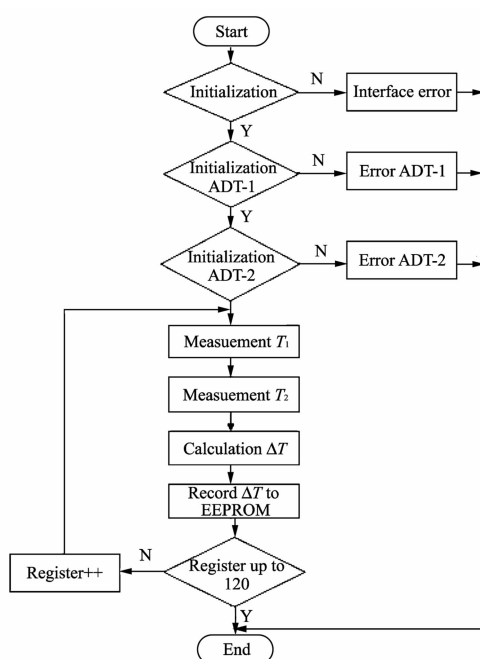 Start
Initialization
N
Interface error
Y
Initialization
ADT-1
N
Error ADT-1
Y
Initialization
ADT-2
N
Error ADT-2
Measuement T₁
Measuement T₂
Calculation ΔT
Record ΔT to
EEPROM
Register up to
120
N
Register++
Y
End